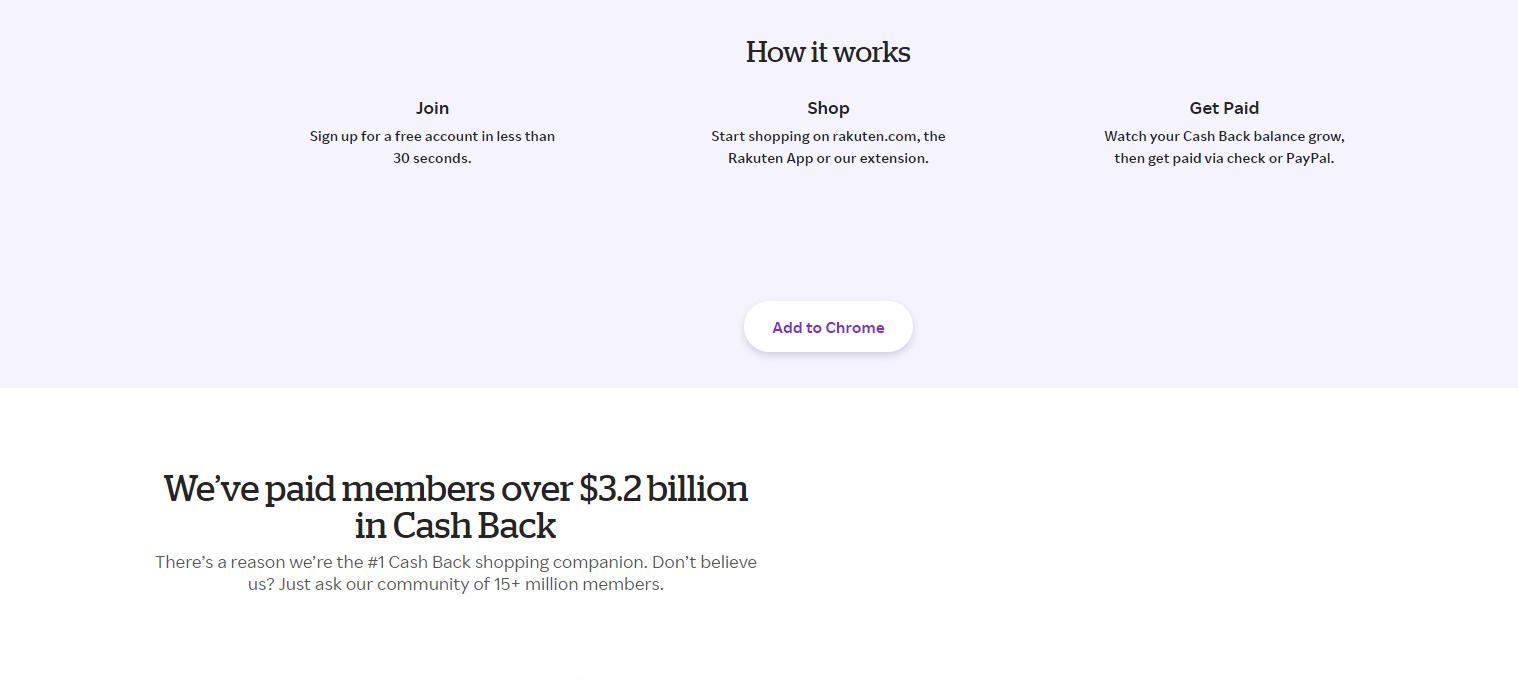 How it works
Join
Sign up for a free account in less than
30 seconds.
Shop
Start shopping on rakuten.com, the
Rakuten App or our extension.
Get Paid
Watch your Cash Back balance grow,
then get paid via check or PayPal.
Add to Chrome
We’ve paid members over $3.2 billion
in Cash Back
There’s a reason we’re the #1 Cash Back shopping companion. Don’t believe
us? Just ask our community of 15+ million members.